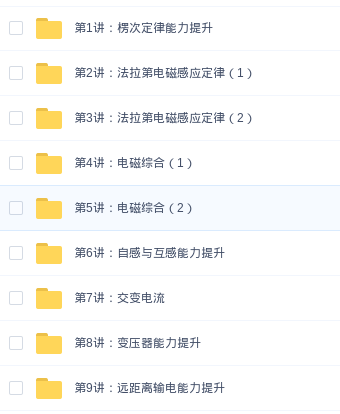 第1讲：楞次定律能力提升
第2讲：法拉第电磁感应定律（1）
第3讲：法拉第电磁感应定律（2）
第4讲：电磁综合（1）
第5讲：电磁综合（2）
第6讲：自感与互感能力提升
第7讲：交变电流
第8讲：变压器能力提升
第9讲：远距离输电能力提升